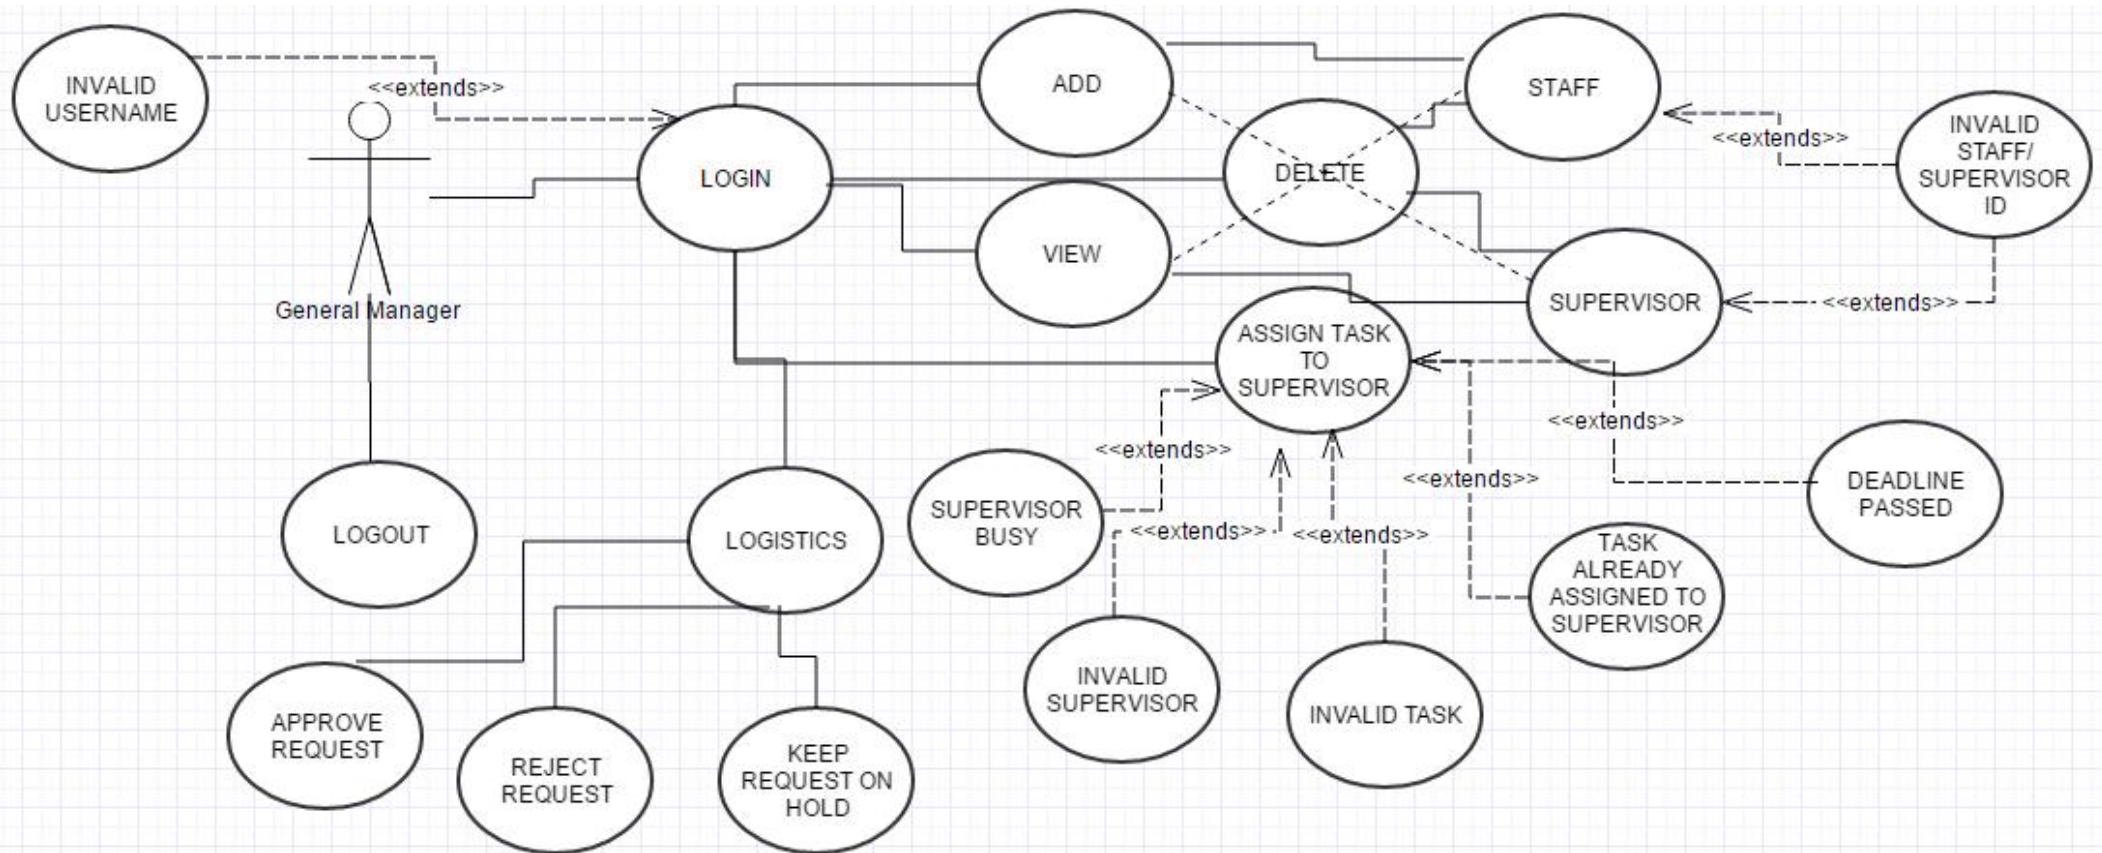 INVALID
USERNAME
<<extends>>
General Manager
LOGIN
ADD
DELETE
VIEW
STAFF
SUPERVISOR
<<extends>>
INVALID
STAFF/
SUPERVISOR
ID
<<extends>>
ASSIGN TASK
TO
SUPERVISOR
<<extends>>
<<extends>>
<<extends>>
<<extends>>
<<extends>>
LOGOUT
LOGISTICS
SUPERVISOR
BUSY
DEADLINE
PASSED
TASK
ALREADY
ASSIGNED TO
SUPERVISOR
INVALID
SUPERVISOR
INVALID TASK
APPROVE
REQUEST
REJECT
REQUEST
KEEP
REQUEST ON
HOLD